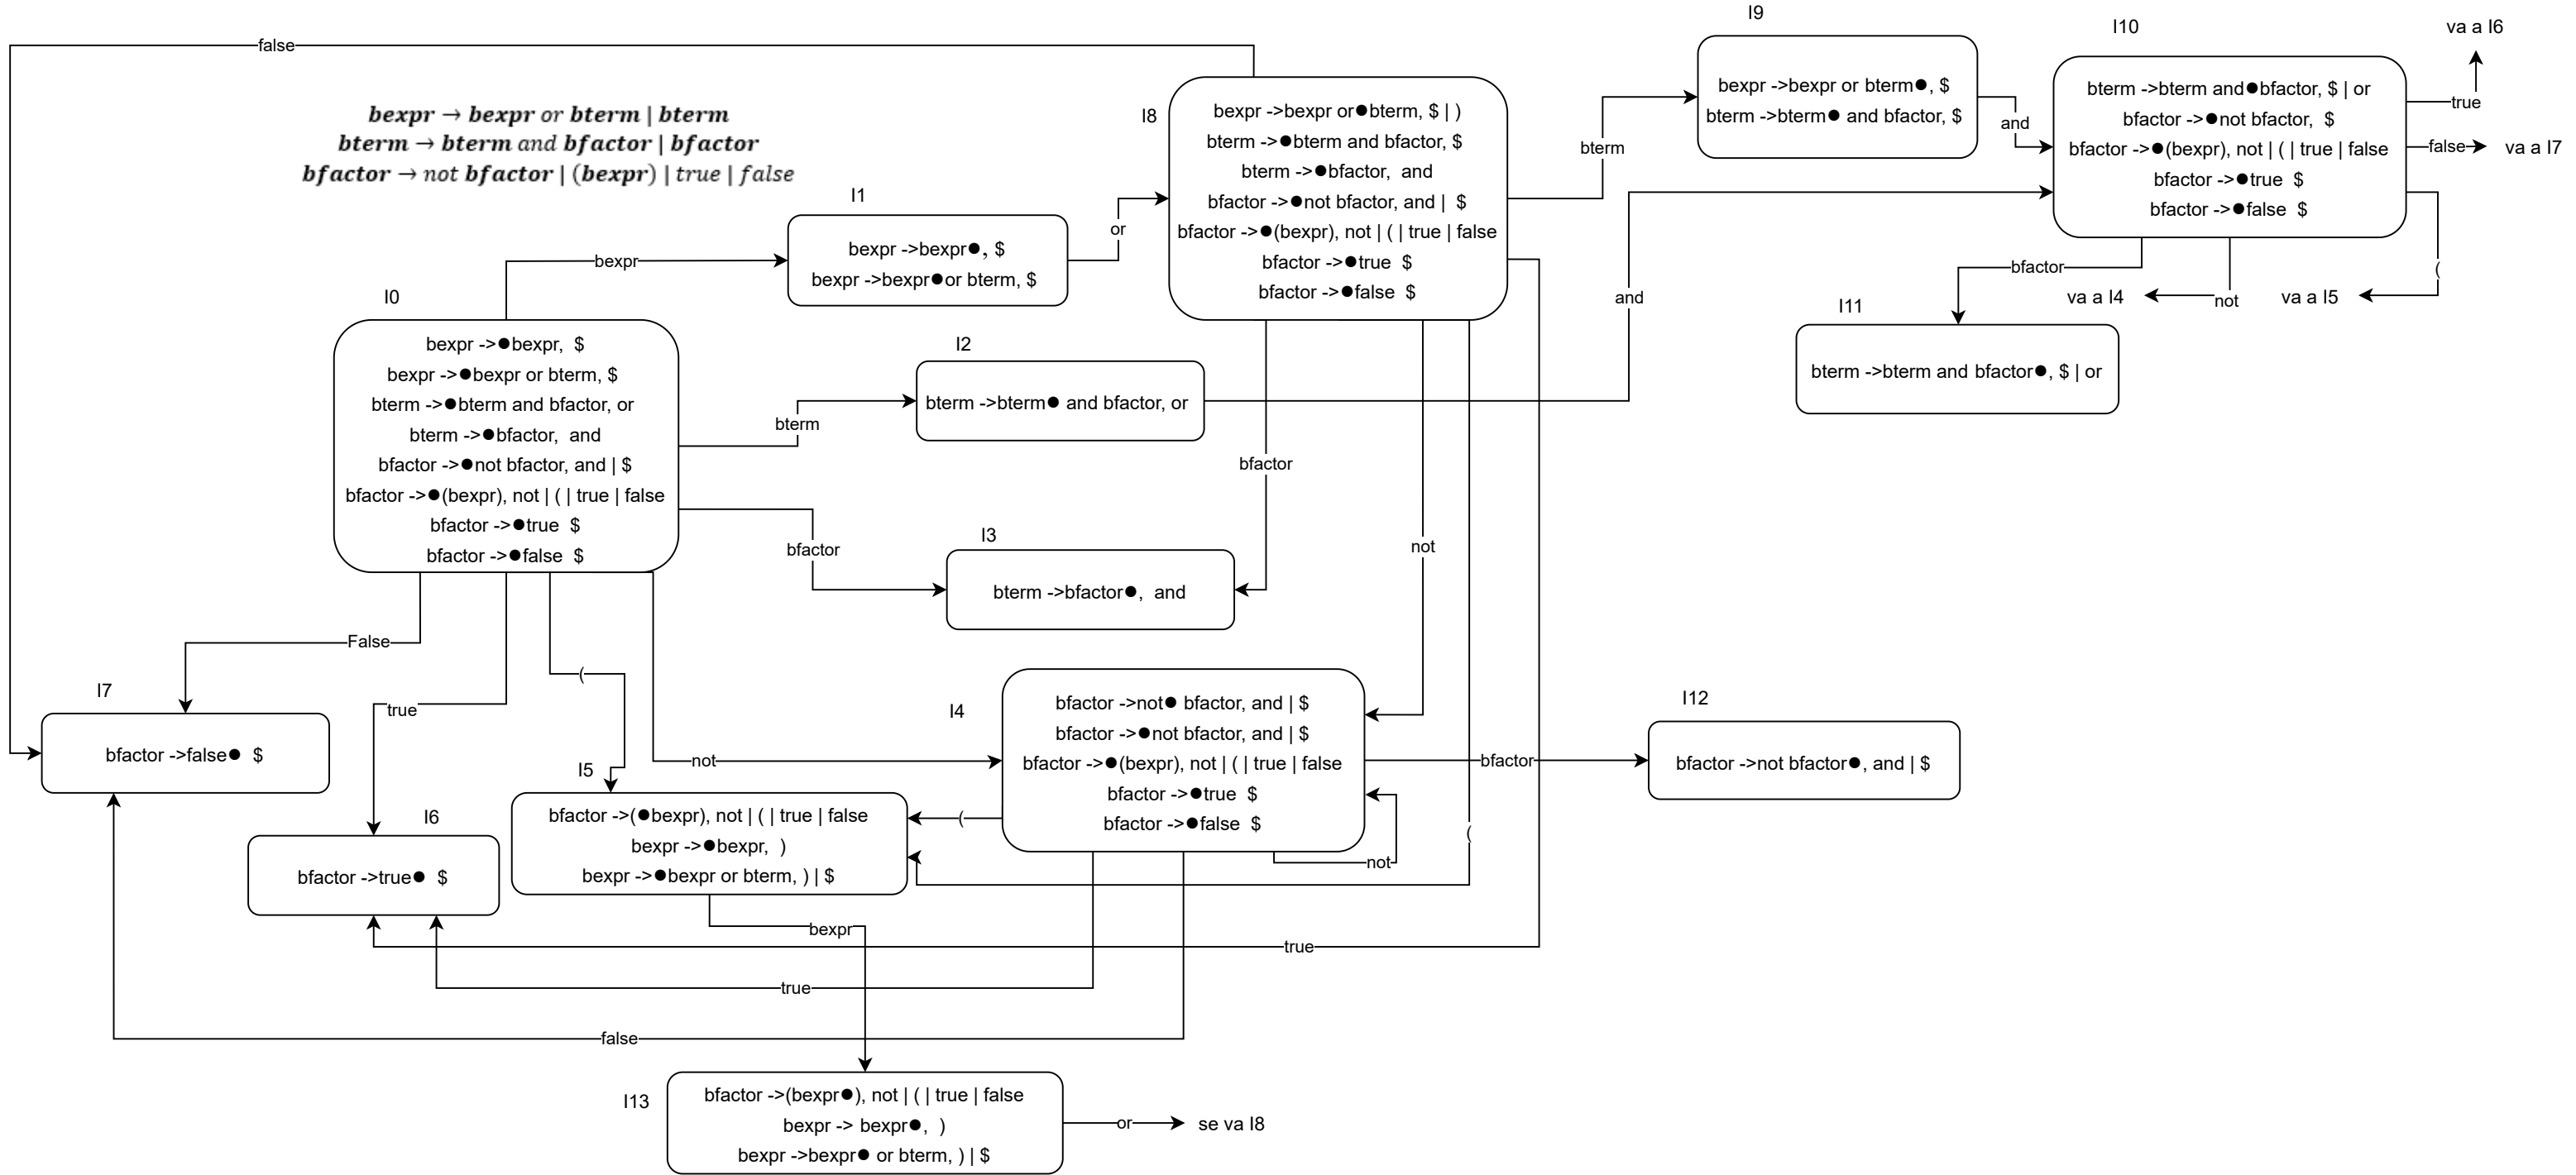 false
bexpr → bexpr or bterm | bterm
bterm → bterm and bfactor | bfactor
bfactor → not bfactor | (bexpr) | true | false
I0
bexpr ->●bexpr, $
bexpr ->●bexpr or bterm, $
bterm ->●bterm and bfactor, or
bterm ->●bfactor, and
bfactor ->●not bfactor, and | $
bfactor ->●(bexpr), not | ( | true | false
bfactor ->●true $
bfactor ->●false $
bexpr
bterm
bfactor
False
true
(
not
I1
bexpr ->bexpr●, $
bexpr ->bexpr●or bterm, $
or
I2
bterm ->bterm● and bfactor, or
and
I3
bterm ->bfactor●, and
I8
bexpr ->bexpr or●bterm, $ | )
bterm ->●bterm and bfactor, $
bterm ->●bfactor, and
bfactor ->●not bfactor, and | $
bfactor ->●(bexpr), not | ( | true | false
bfactor ->●true $
bfactor ->●false $
bterm
bfactor
not
(
true
I9
bexpr ->bexpr or bterm●, $
bterm ->bterm● and bfactor, $
and
I10
bterm ->bterm and●bfactor, $ | or
bfactor ->●not bfactor, $
bfactor ->●(bexpr), not | ( | true | false
bfactor ->●true $
bfactor ->●false $
va a I6
true
false
va a I7
(
bfactor
va a I4
not
va a I5
I11
bterm ->bterm and bfactor●, $ | or
I4
bfactor ->not● bfactor, and | $
bfactor ->●not bfactor, and | $
bfactor ->●(bexpr), not | ( | true | false
bfactor ->●true $
bfactor ->●false $
bfactor
not
(
true
false
I12
bfactor ->not bfactor●, and | $
I7
bfactor ->false● $
I6
bfactor ->true● $
I5
bfactor ->(●bexpr), not | ( | true | false
bexpr ->●bexpr, )
bexpr ->●bexpr or bterm, ) | $
bexpr
I13
bfactor ->(bexpr●), not | ( | true | false
bexpr -> bexpr●, )
bexpr ->bexpr● or bterm, ) | $
or
se va I8